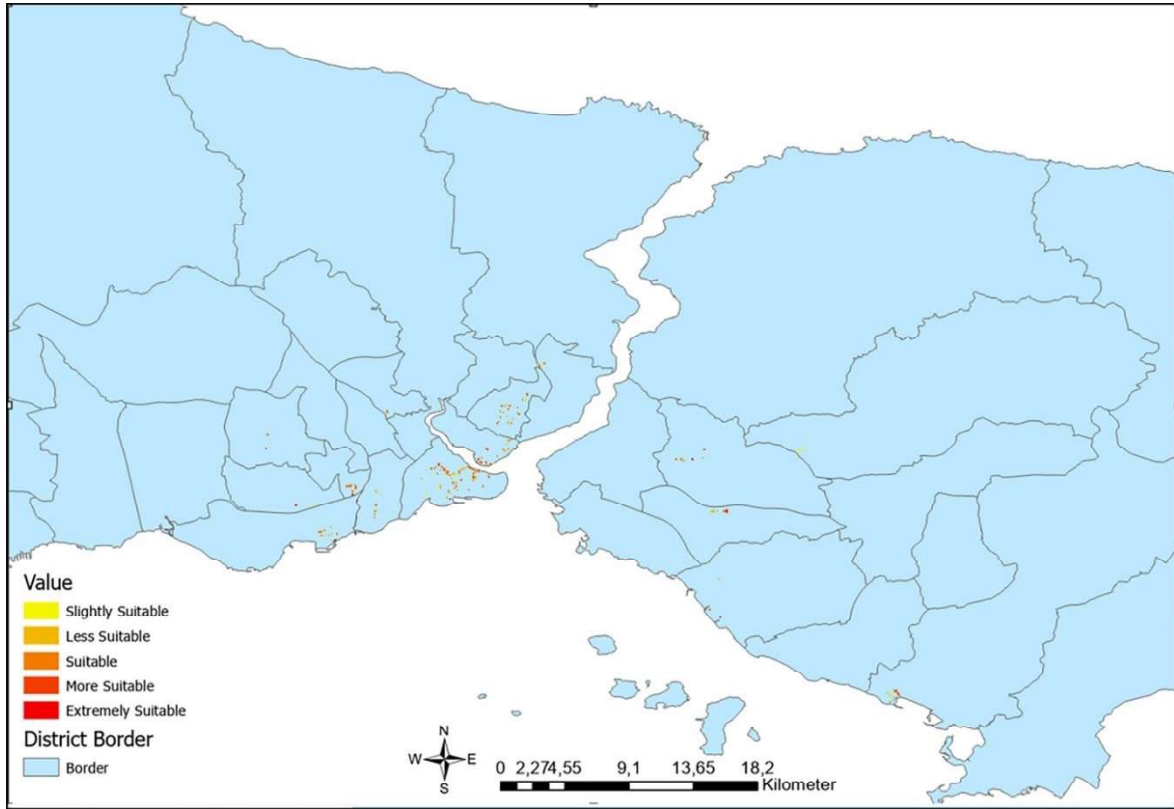 Value
Slightly Suitable
Less Suitable
Suitable
More Suitable
Extremely Suitable
District Border
Border
N
W E
S
0 2,274,55 9,1 13,65 18,2
Kilometer